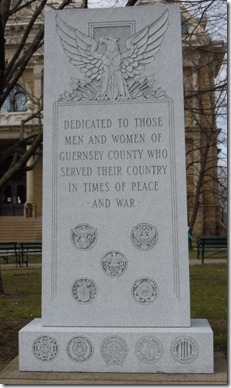 DEDICATED TO THOSE
MEN AND WOMEN OF
GUERNSEY COUNTY WHO
SERVED THEIR COUNTRY
IN TIMES OF PEACE
- AND WAR -